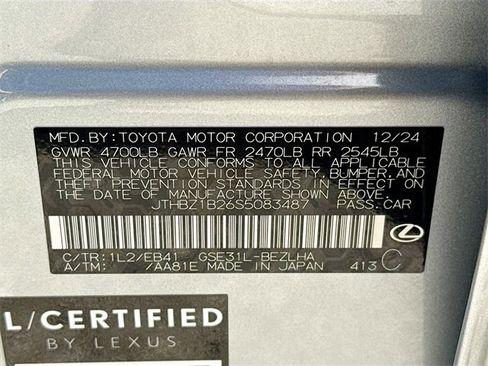 MFD.BY:TOYOTA MOTOR CORPORATION 12/24
GVWR 4700LB GAWR FR 2470LB RR 2545LB
THIS VEHICLE CONFORMS TO ALL APPLICABLE
FEDERAL MOTOR VEHICLE SAFETY,BUMPER,AND
THEFT PREVENTION STANDARDS IN EFFECT ON
THE DATE OF MANUFACTURE SHOWN ABOVE.
JTHBZ1B26S5083487 PASS.CAR
C/TR:1L2/EB41 GSE31L-BEZLHA
A/TM: /AA81E MADE IN JAPAN 413 C
L/CERTIFIED
BY LEXUS